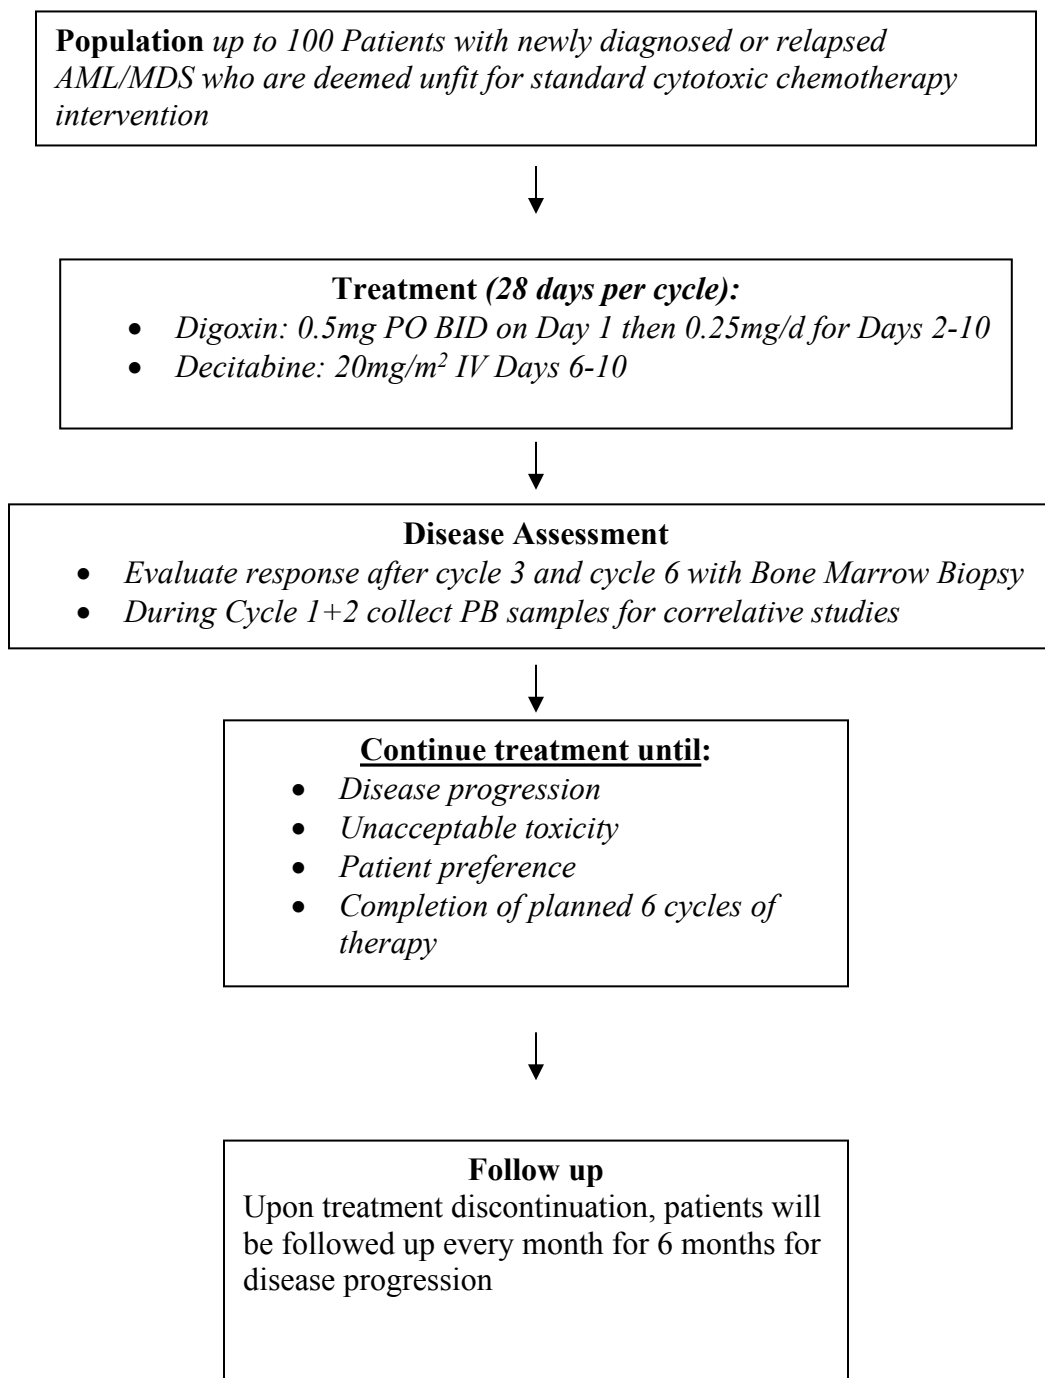 Population up to 100 Patients with newly diagnosed or relapsed
AML/MDS who are deemed unfit for standard cytotoxic chemotherapy
intervention
Treatment (28 days per cycle):
• Digoxin: 0.5mg PO BID on Day 1 then 0.25mg/d for Days 2-10
• Decitabine: 20mg/m² IV Days 6-10
Disease Assessment
• Evaluate response after cycle 3 and cycle 6 with Bone Marrow Biopsy
• During Cycle 1+2 collect PB samples for correlative studies
Continue treatment until:
• Disease progression
• Unacceptable toxicity
• Patient preference
• Completion of planned 6 cycles of
therapy
Follow up
Upon treatment discontinuation, patients will
be followed up every month for 6 months for
disease progression